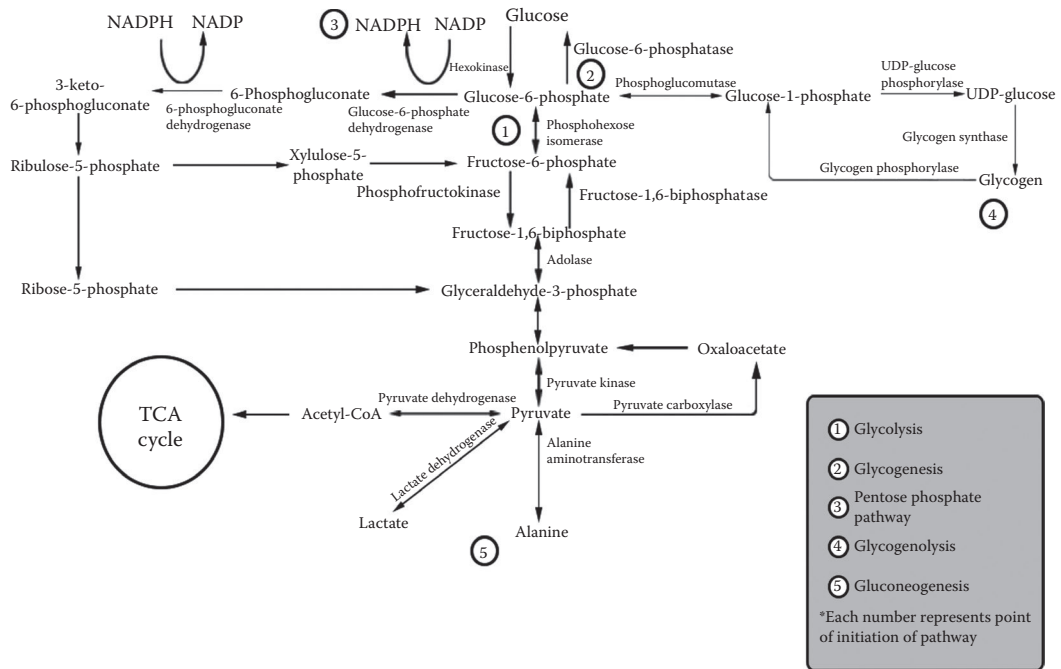 NADPH NADP
3 NADPH NADP
Glucose
Glucose-6-phosphatase
Hexokinase
2
3-keto-
6-phosphogluconate
6-Phosphogluconate
Glucose-6-phosphate
Phosphoglucomutase
Glucose-1-phosphate
UDP-glucose
phosphorylase
UDP-glucose
6-phosphogluconate
dehydrogenase
Glucose-6-phosphate
dehydrogenase
1
Phosphohexose
isomerase
Glycogen synthase
Ribulose-5-phosphate
Xylulose-5-
phosphate
Fructose-6-phosphate
Glycogen phosphorylase
Glycogen
4
Phosphofructokinase
Fructose-1,6-biphosphatase
Fructose-1,6-biphosphate
Adolase
Ribose-5-phosphate
Glyceraldehyde-3-phosphate
Phosphenolpyruvate
Oxaloacetate
Pyruvate kinase
TCA
cycle
Acetyl-CoA
Pyruvate dehydrogenase
Pyruvate
Pyruvate carboxylase
Lactate dehydrogenase
Alanine
aminotransferase
Lactate
Alanine
5
1 Glycolysis
2 Glycogenesis
3 Pentose phosphate
pathway
4 Glycogenolysis
5 Gluconeogenesis
*Each number represents point
of initiation of pathway